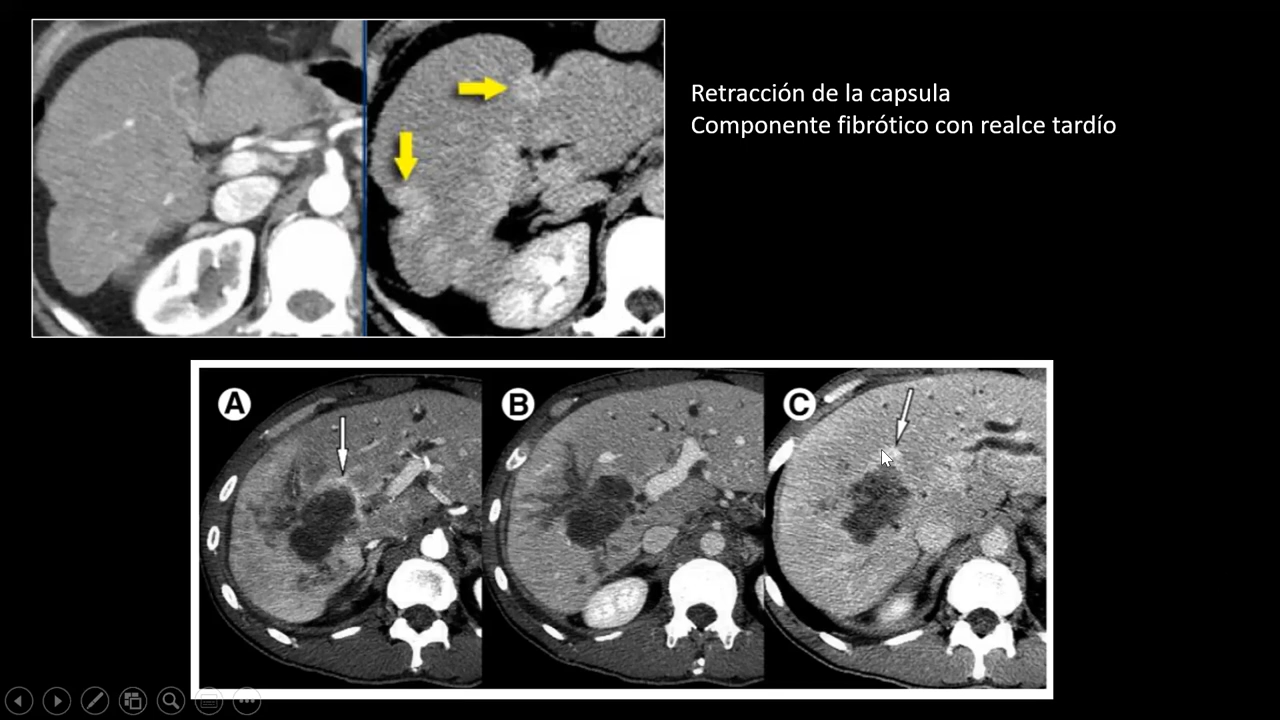 Retracción de la capsula
Componente fibrótico con realce tardío
A
B
C